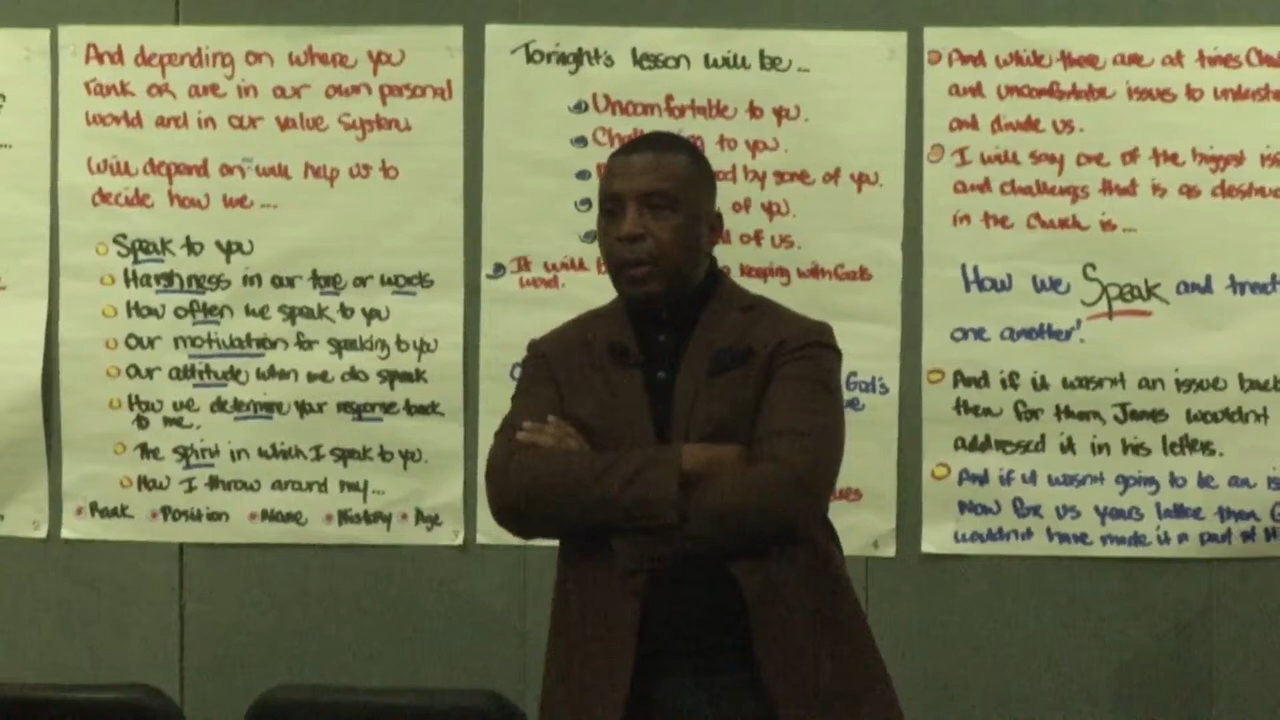 And depending on where you
rank or are in our own personal
world and in our value System
Will depend on will help us to
decide how we...
Speak to you
Harshness in our tone or words
How often we speak to you
Our motivation for speaking to you
Our attitude when we do speak
How we determine your response back
to me.
The spirit in which I speak to you.
How I throw around my...
Rank Position Name History Age
Tonight's lesson will be...
Uncomfortable to you.
to you.
by some of you.
of you.
of us.
It will keeping with God's
word.
God's
And while there are at times
and uncomfortable issues to
and divide us.
I will say one of the biggest
and challenges that is as
in the Church is...
How we Speak and treat
one another!
And if it wasn't an issue back
then for them, James wouldn't
addressed it in his letters.
And if it wasn't going to be an
Now for us years latter then
wouldn't have made it a part of